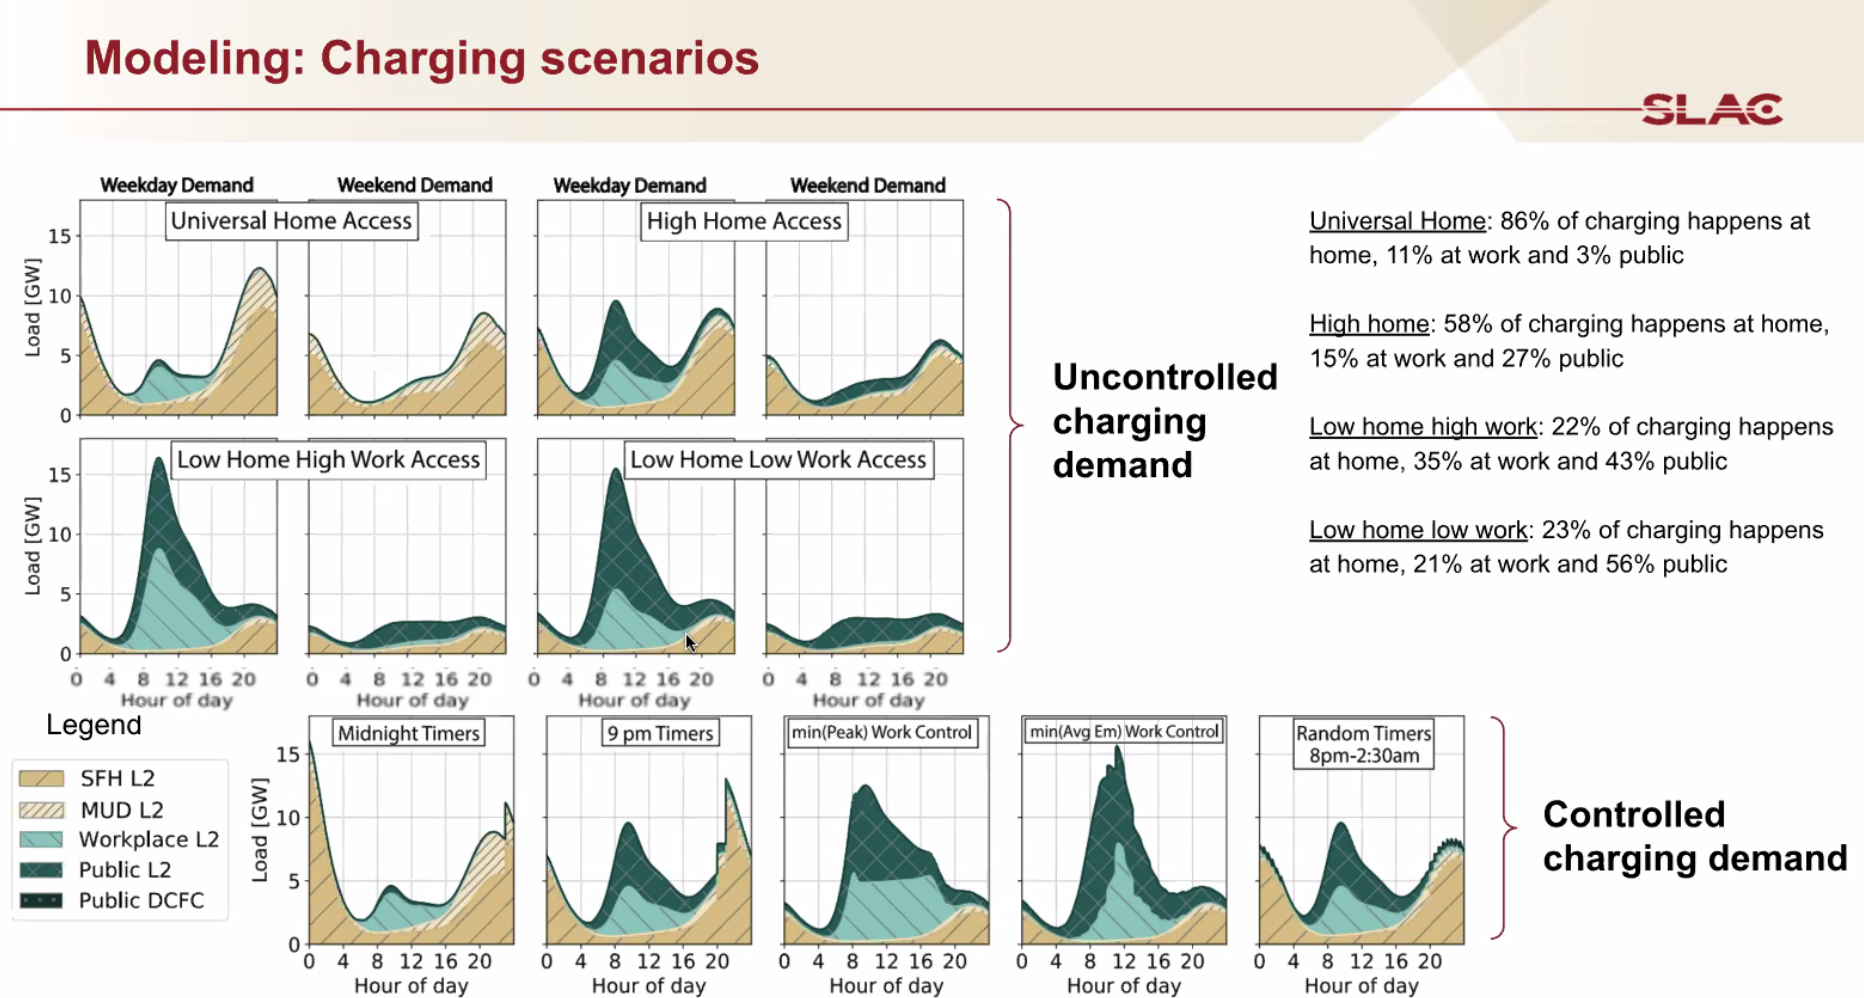 Modeling: Charging scenarios
SLAC
Weekday Demand
Weekend Demand
Weekday Demand
Weekend Demand
Universal Home Access
High Home Access
Load [GW]
15
10
5
0
Low Home High Work Access
Low Home Low Work Access
Load [GW]
15
10
5
0
0 4 8 12 16 20
0 4 8 12 16 20
0 4 8 12 16 20
0 4 8 12 16 20
Hour of day
Hour of day
Hour of day
Hour of day
Uncontrolled
charging
demand
Universal Home: 86% of charging happens at
home, 11% at work and 3% public
High home: 58% of charging happens at home,
15% at work and 27% public
Low home high work: 22% of charging happens
at home, 35% at work and 43% public
Low home low work: 23% of charging happens
at home, 21% at work and 56% public
Legend
SFH L2
MUD L2
Workplace L2
Public L2
Public DCFC
Midnight Timers
9 pm Timers
min(Peak) Work Control
min(Avg Em) Work Control
Random Timers
8pm-2:30am
Load [GW]
15
10
5
0
0 4 8 12 16 20
0 4 8 12 16 20
0 4 8 12 16 20
0 4 8 12 16 20
0 4 8 12 16 20
Hour of day
Hour of day
Hour of day
Hour of day
Hour of day
Controlled
charging demand